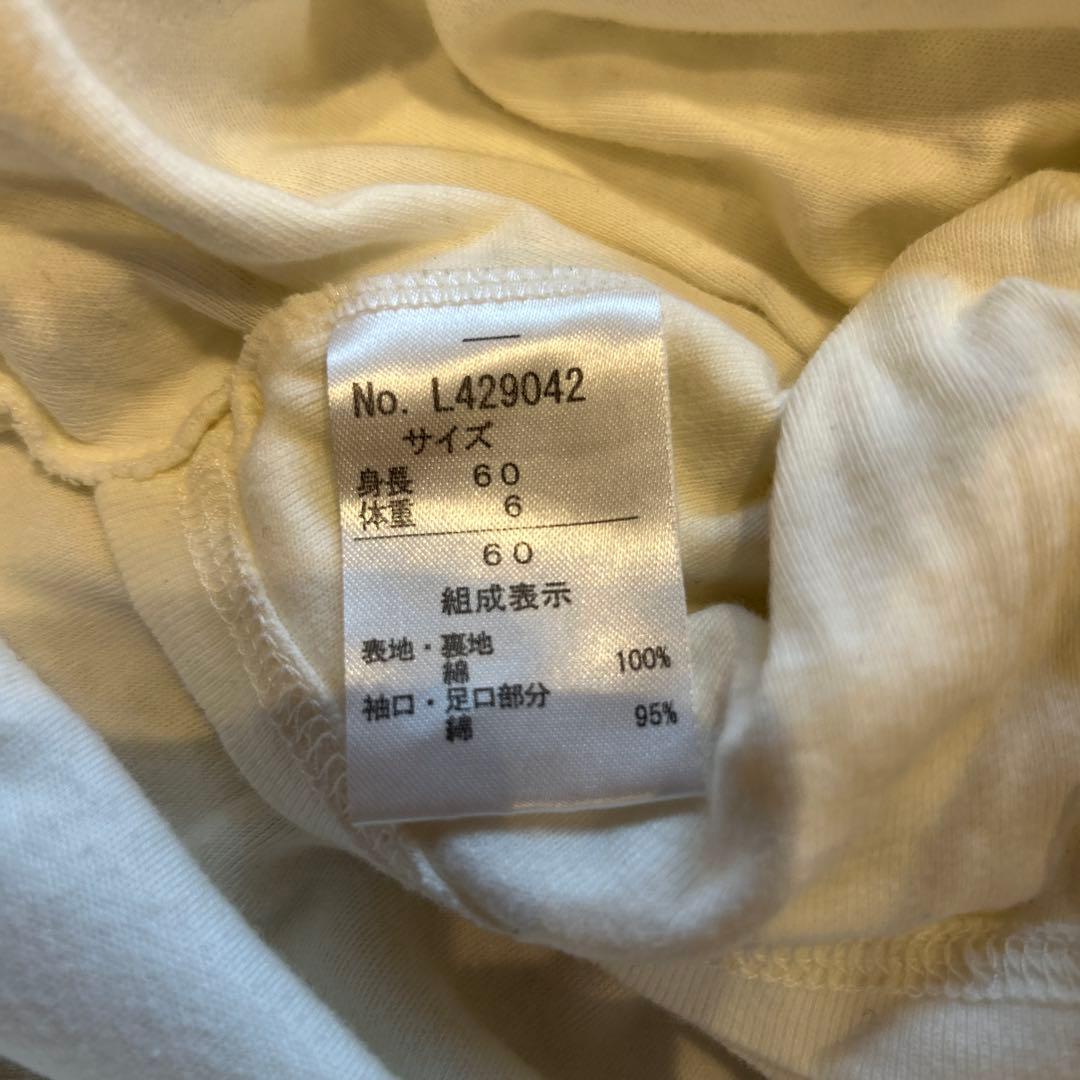 No. L429042
サイズ
身長 60
体重 6
60
組成表示
表地・裏地
綿 100%
袖口・足口部分
綿 95%